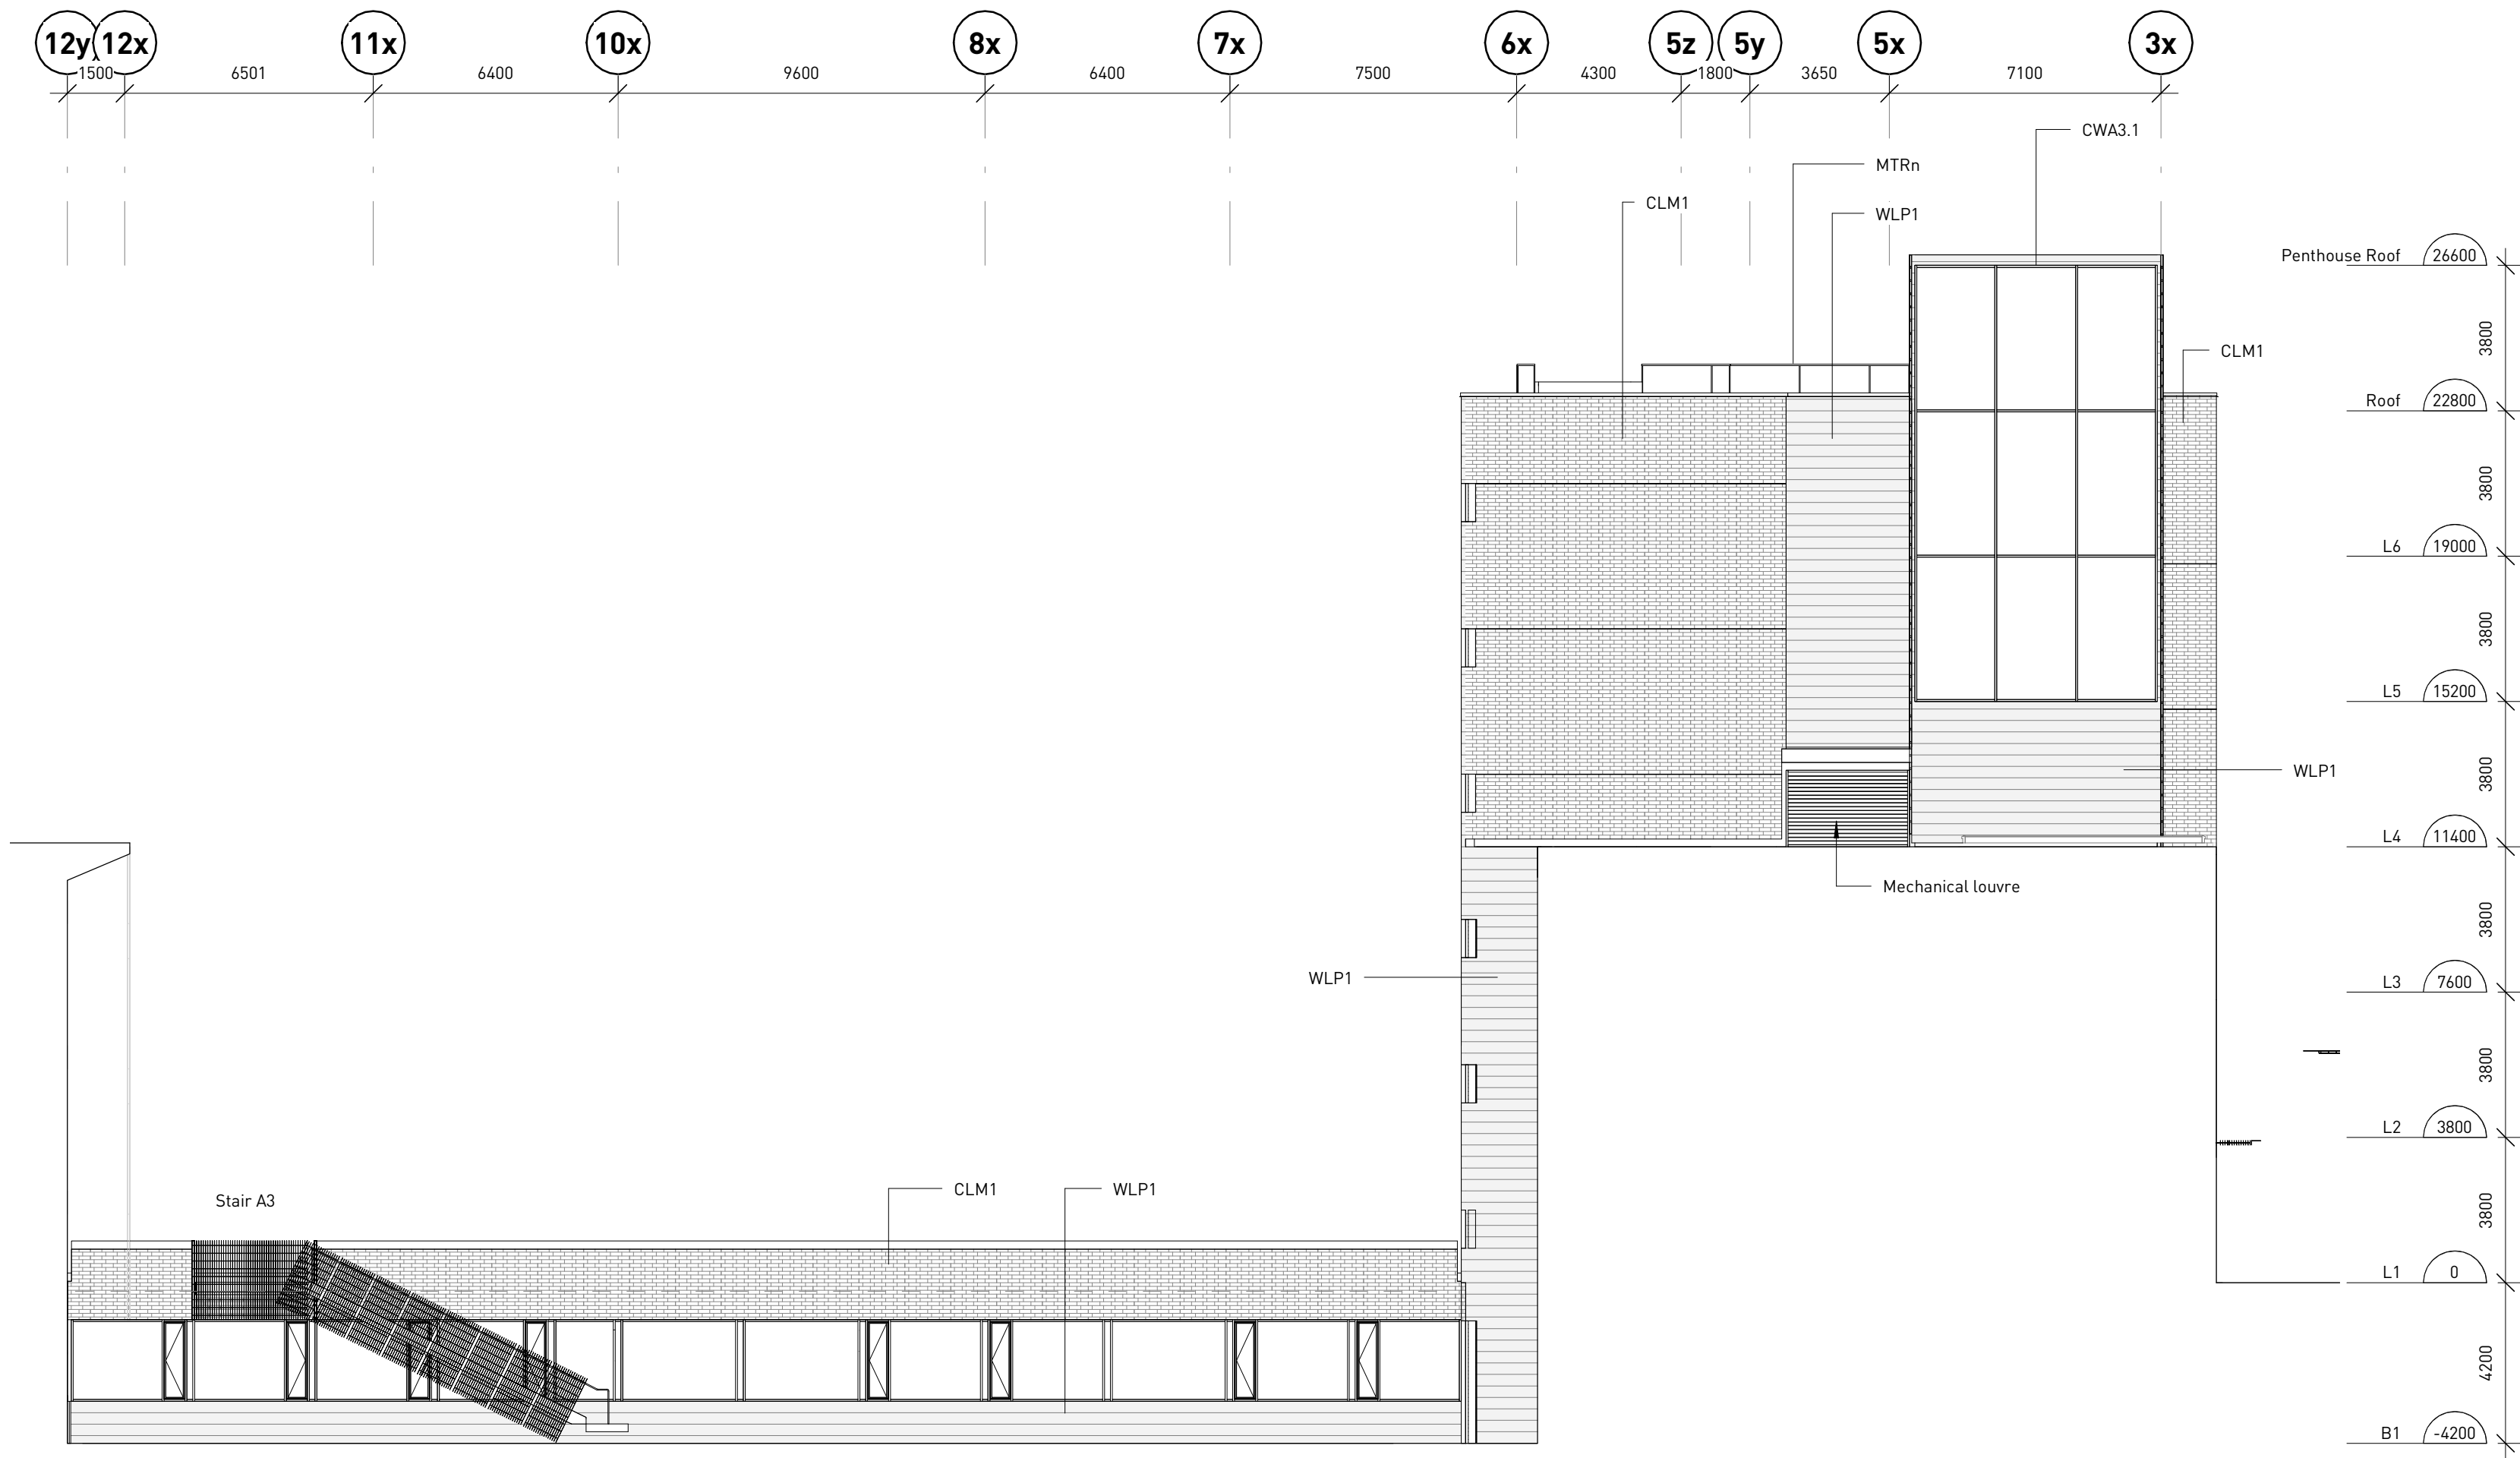 12y 12x 11x 10x 8x 7x 6x 5z 5y 5x 3x
1500 6501 6400 9600 6400 7500 4300 1800 3650 7100
CWA3.1
MTRn
CLM1
WLP1
Penthouse Roof 26600
3800
CLM1
Roof 22800
3800
L6 19000
3800
L5 15200
WLP1
3800
L4 11400
Mechanical louvre
3800
WLP1
L3 7600
3800
L2 3800
CLM1 WLP1
Stair A3
3800
L1 0
4200
B1 -4200